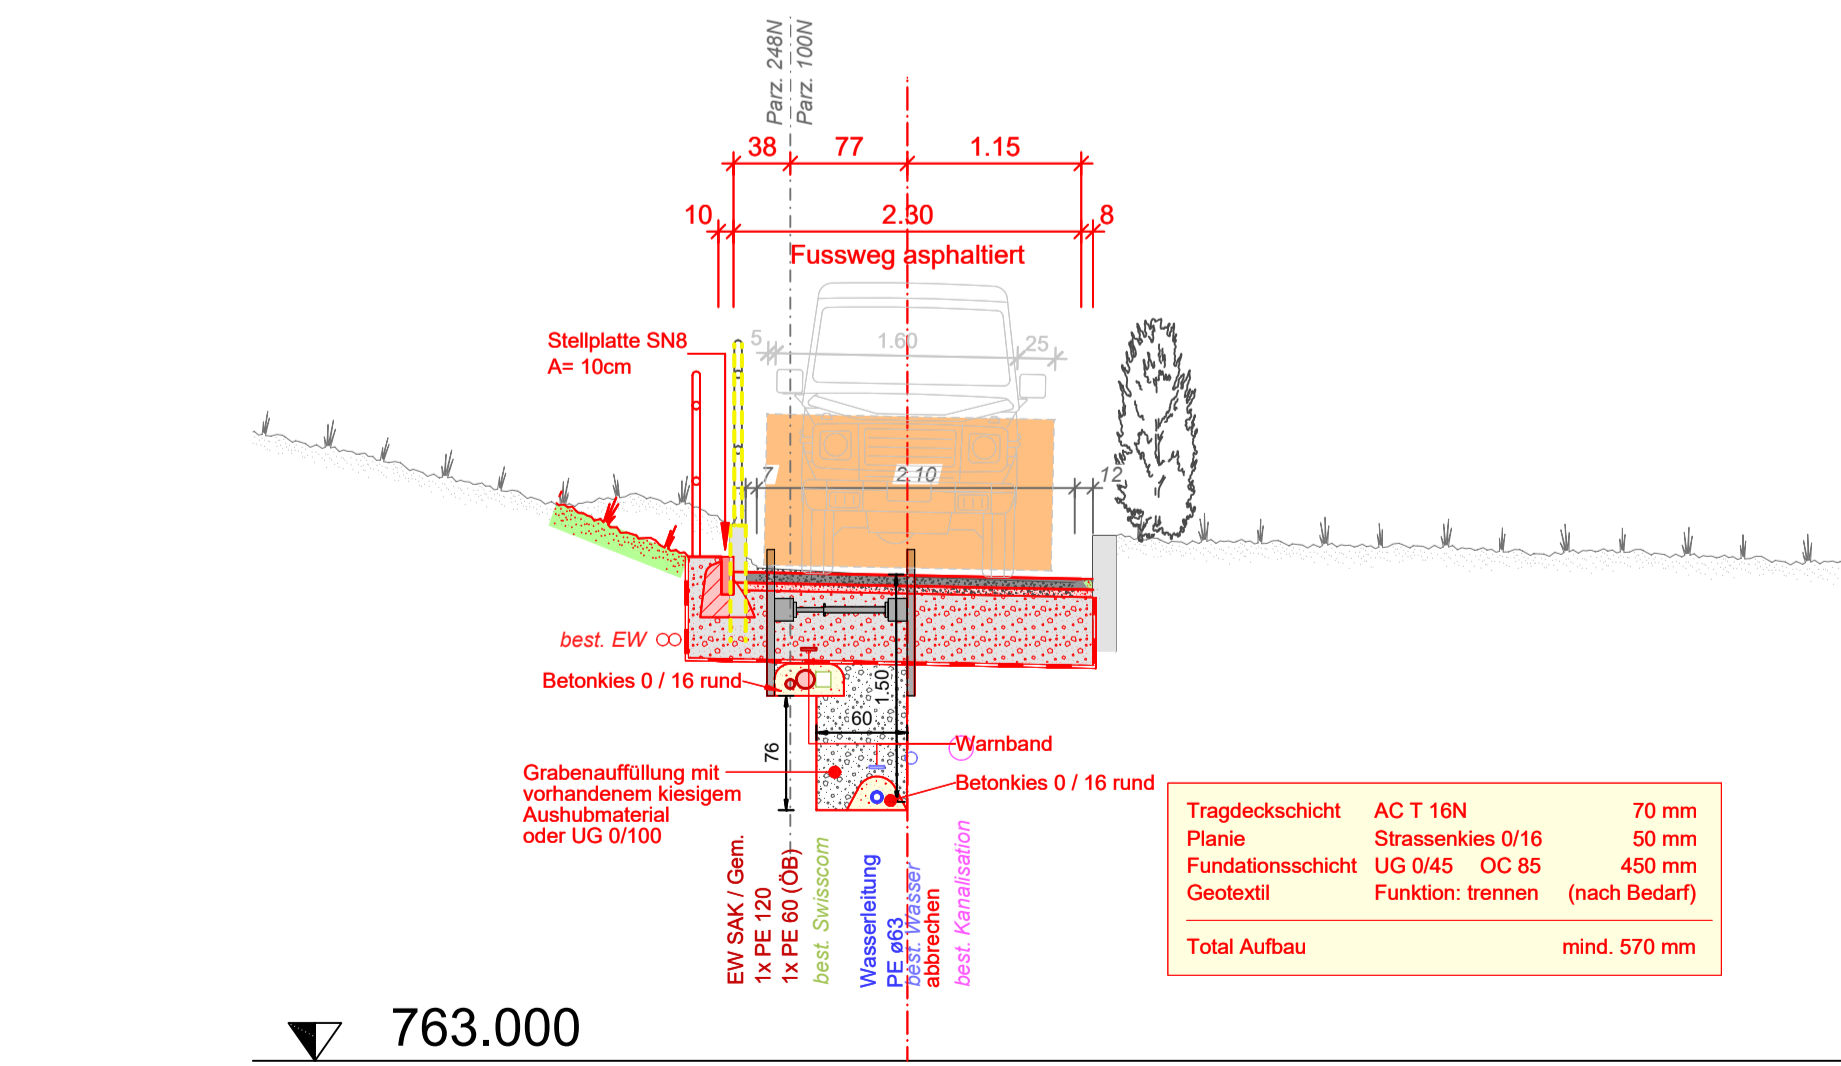 Parz. 248N
Parz. 100N
38
77
1.15
10
2.30
8
Fussweg asphaltiert
Stellplatte SN8
A= 10cm
5
1.60
25
7
2.10
12
best. EW
Betonkies 0 / 16 rund
1.50
60
76
Warnband
Betonkies 0 / 16 rund
Grabenauffüllung mit
vorhandenem kiesigem
Aushubmaterial
oder UG 0/100
EW SAK / Gem.
1x PE 120
1x PE 60 (ÖB)
best. Swisscom
Wasserleitung
PE ø63
best. Wasser
abbrechen
best. Kanalisation
Tragdeckschicht AC T 16N 70 mm
Planie Strassenkies 0/16 50 mm
Fundationsschicht UG 0/45 OC 85 450 mm
Geotextil Funktion: trennen (nach Bedarf)
Total Aufbau mind. 570 mm
763.000